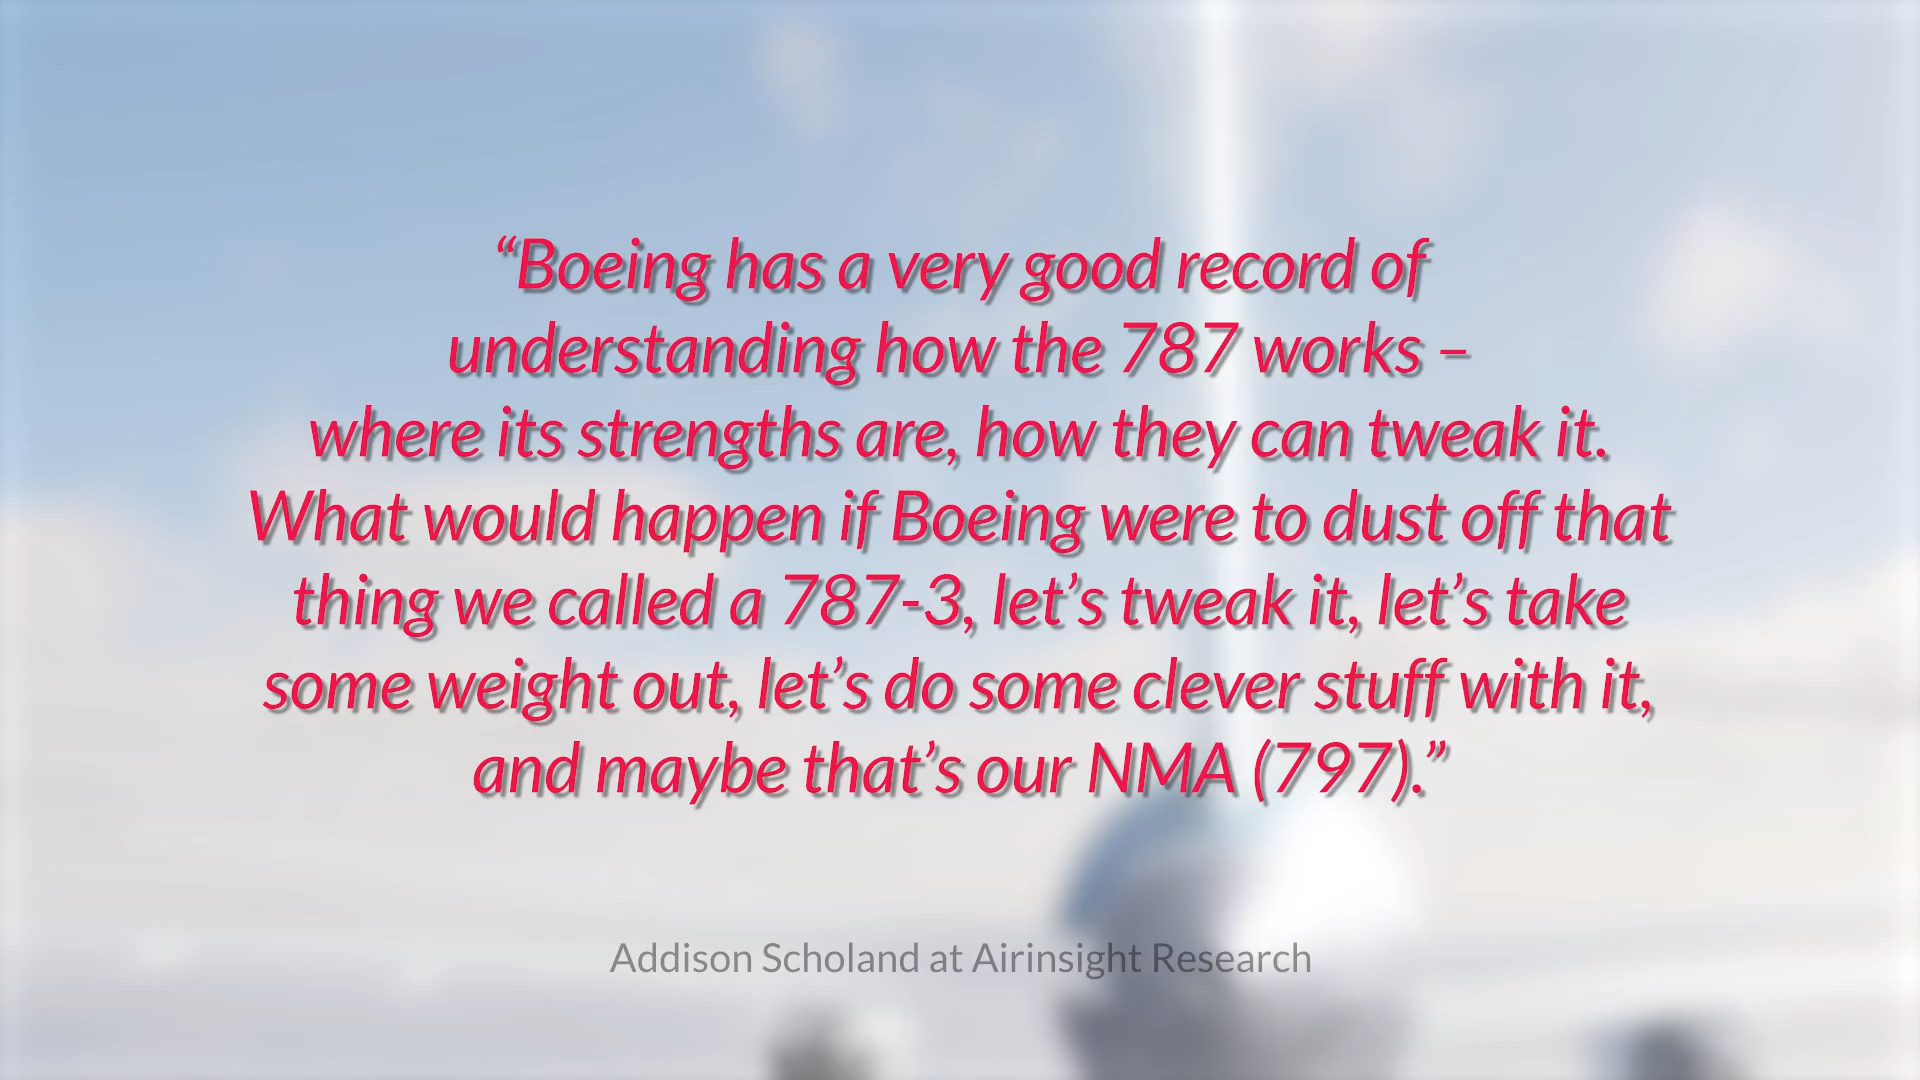 “Boeing has a very good record of
understanding how the 787 works –
where its strengths are, how they can tweak it.
What would happen if Boeing were to dust off that
thing we called a 787-3, let’s tweak it, let’s take
some weight out, let’s do some clever stuff with it,
and maybe that’s our NMA (797).”
Addison Scholand at Airinsight Research